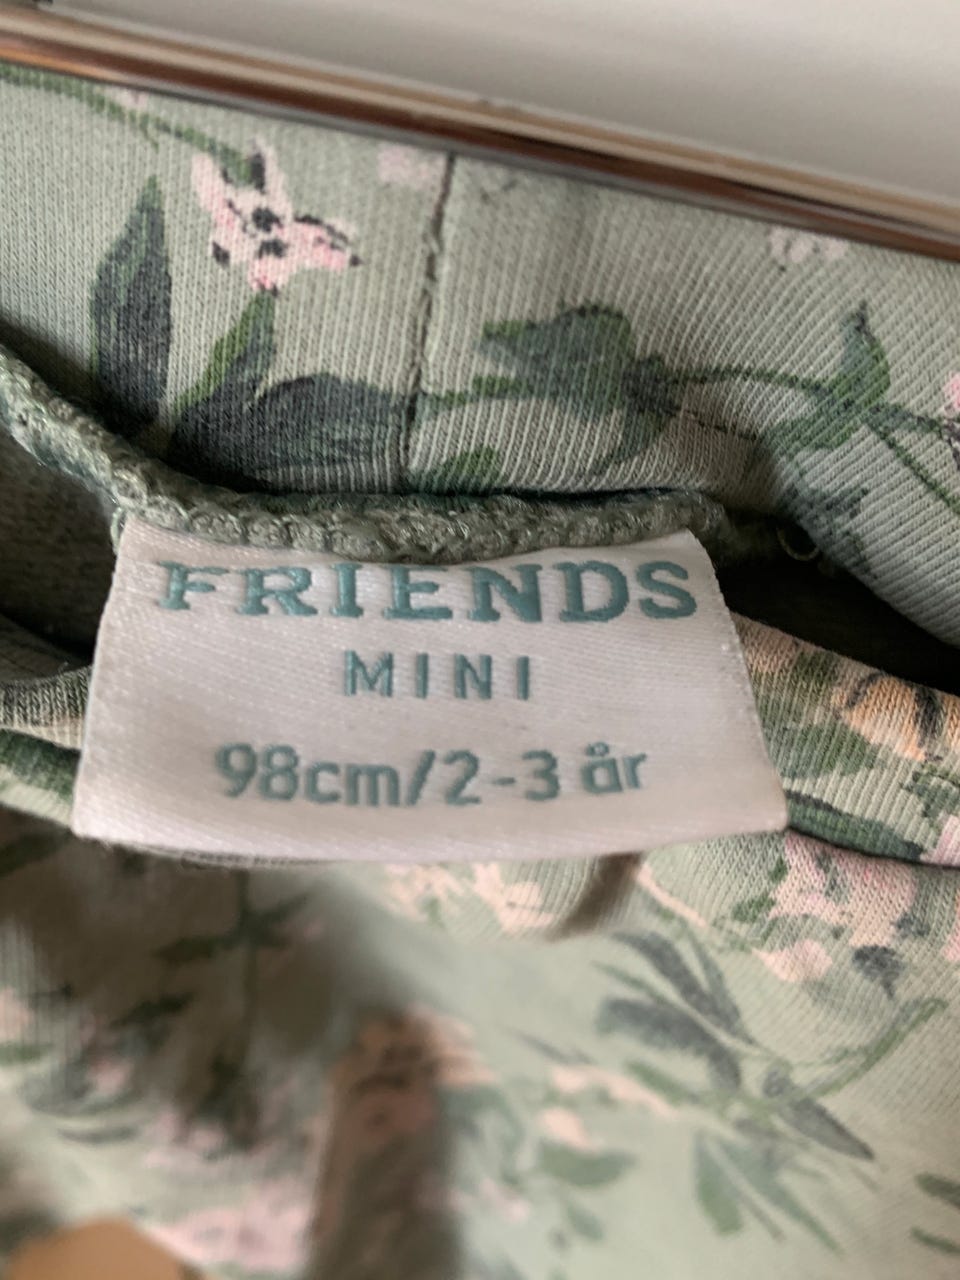 FRIENDS
MINI
98cm/2-3 år